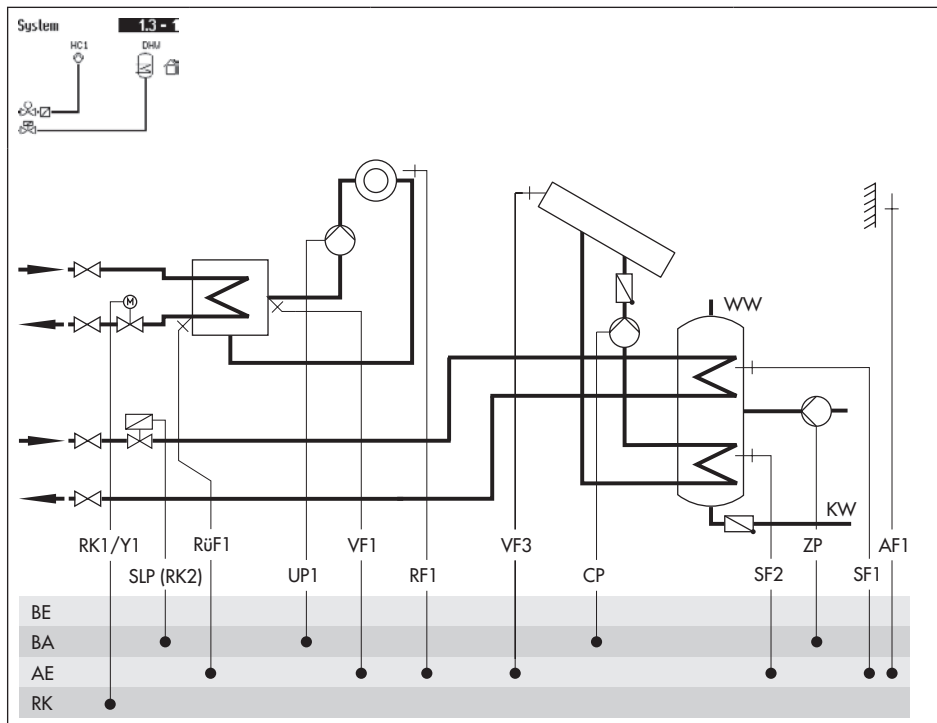 System 1.3 - 1
HC1 DHW
M
WW
KW
RK1/Y1 RüF1 VF1 VF3 ZP AF1
SLP (RK2) UP1 RF1 CP SF2 SF1
BE
BA
AE
RK